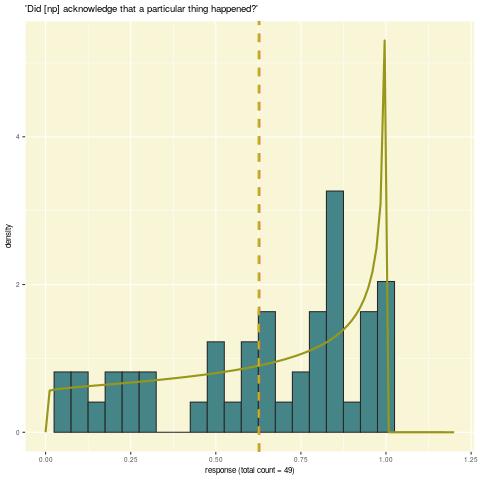 'Did [np] acknowledge that a particular thing happened?'
density
4
2
0
0.00 0.25 0.50 0.75 1.00 1.25
response (total count = 49)